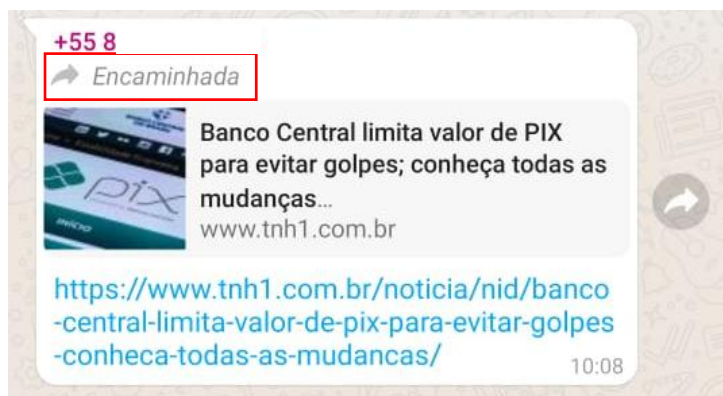 +55 8
Encaminhada
Banco Central limita valor de PIX
para evitar golpes; conheça todas as
mudanças...
www.tnh1.com.br
pix
INÍCIO
https://www.tnh1.com.br/noticia/nid/banco
-central-limita-valor-de-pix-para-evitar-golpes
-conheca-todas-as-mudancas/
10:08